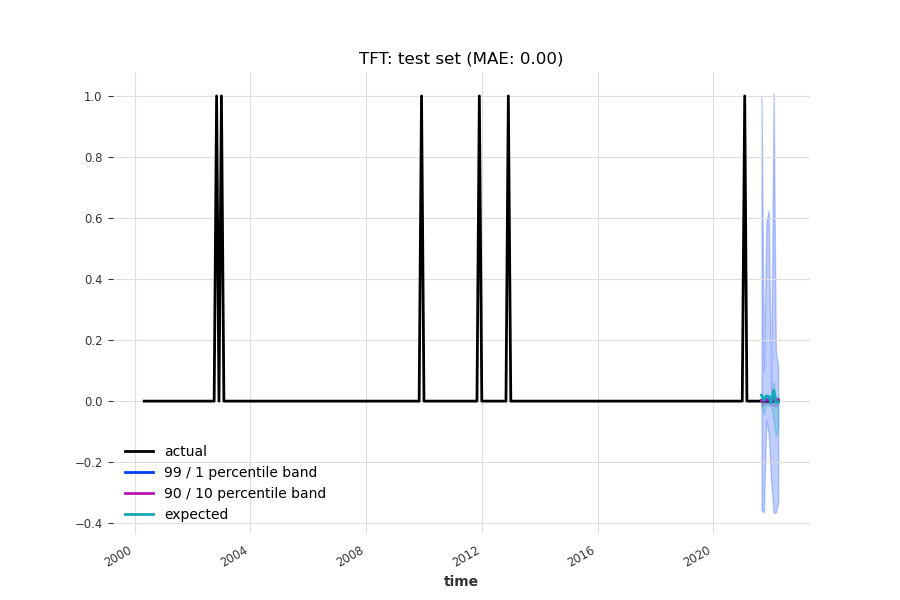 TFT: test set (MAE: 0.00)
1.0
0.8
0.6
0.4
0.2
0.0
−0.2
−0.4
actual
99 / 1 percentile band
90 / 10 percentile band
expected
2000
2004
2008
2012
2016
2020
time